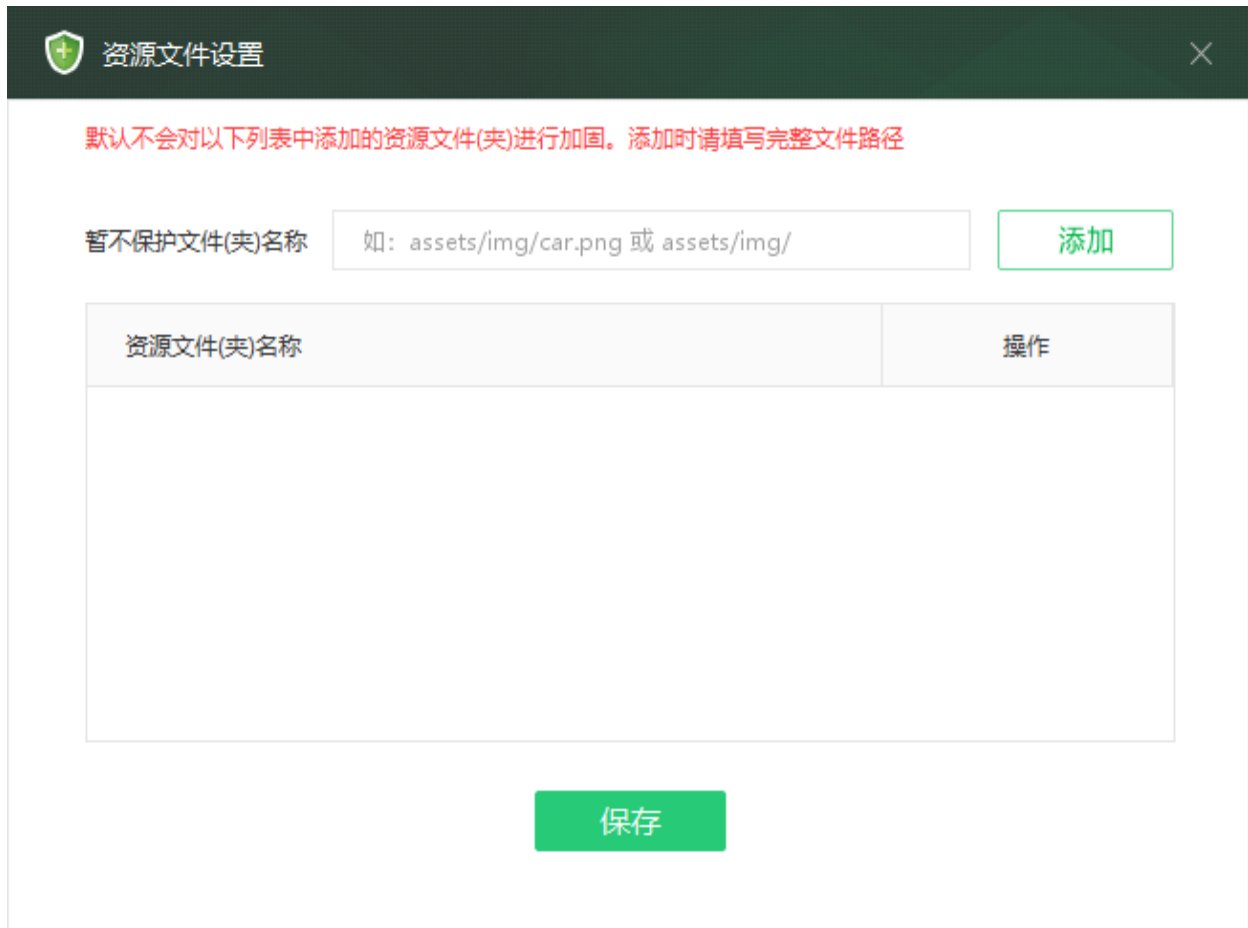 资源文件设置
默认不会对以下列表中添加的资源文件(夹)进行加固。添加时请填写完整文件路径
暂不保护文件(夹)名称 如：assets/img/car.png 或 assets/img/ 添加
资源文件(夹)名称 操作
保存